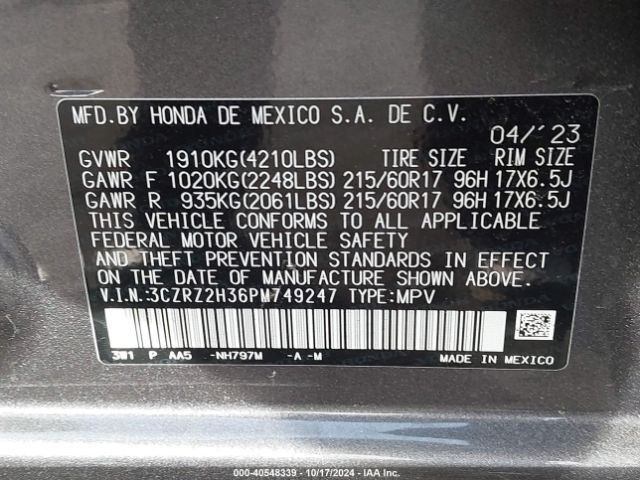 MFD.BY HONDA DE MEXICO S.A. DE C.V.
04/'23
GVWR 1910KG(4210LBS) TIRE SIZE RIM SIZE
GAWR F 1020KG(2248LBS) 215/60R17 96H 17X6.5J
GAWR R 935KG(2061LBS) 215/60R17 96H 17X6.5J
THIS VEHICLE CONFORMS TO ALL APPLICABLE
FEDERAL MOTOR VEHICLE SAFETY
AND THEFT PREVENTION STANDARDS IN EFFECT
ON THE DATE OF MANUFACTURE SHOWN ABOVE.
V.I.N.:3CZRZ2H36PM749247 TYPE:MPV
3W1 P AA5 -NH797M -A -M MADE IN MEXICO
000-40548339 - 10/17/2024 - IAA Inc.